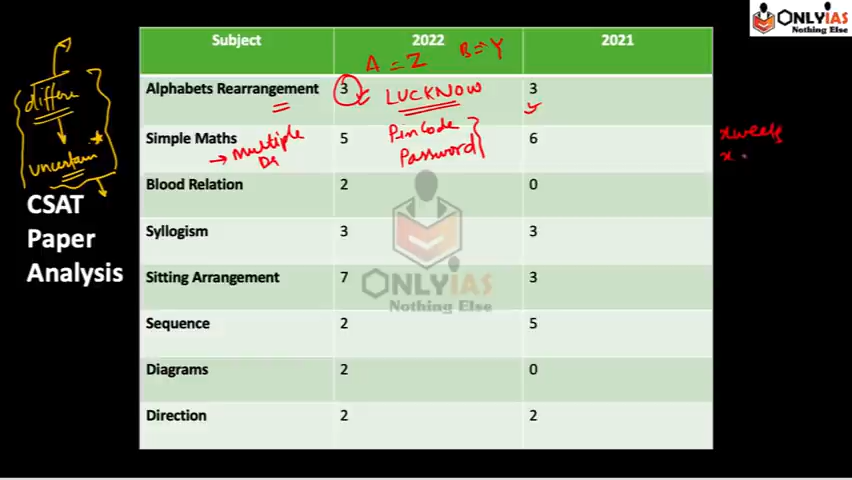 ONLYIAS
Nothing Else
Subject 2022 2021
A = Z B = Y
Alphabets Rearrangement 3 LUCKNOW 3
differe
Simple Maths 5 PinCode 6
→ Multiple Password
uncertain
x weeks
x
Blood Relation 2 0
CSAT
Paper
Analysis
Syllogism 3 3
Sitting Arrangement 7 3
ONLYIAS
Nothing Else
Sequence 2 5
Diagrams 2 0
Direction 2 2